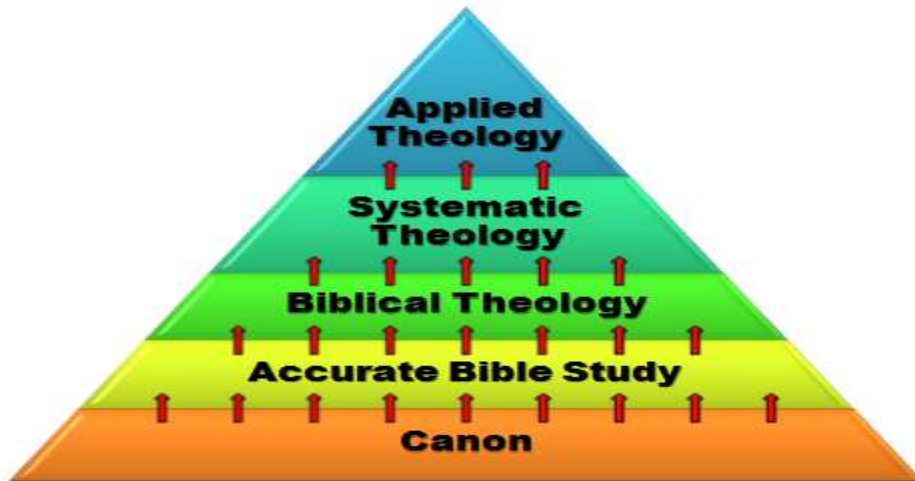 Applied
Theology
Systematic
Theology
Biblical Theology
Accurate Bible Study
Canon